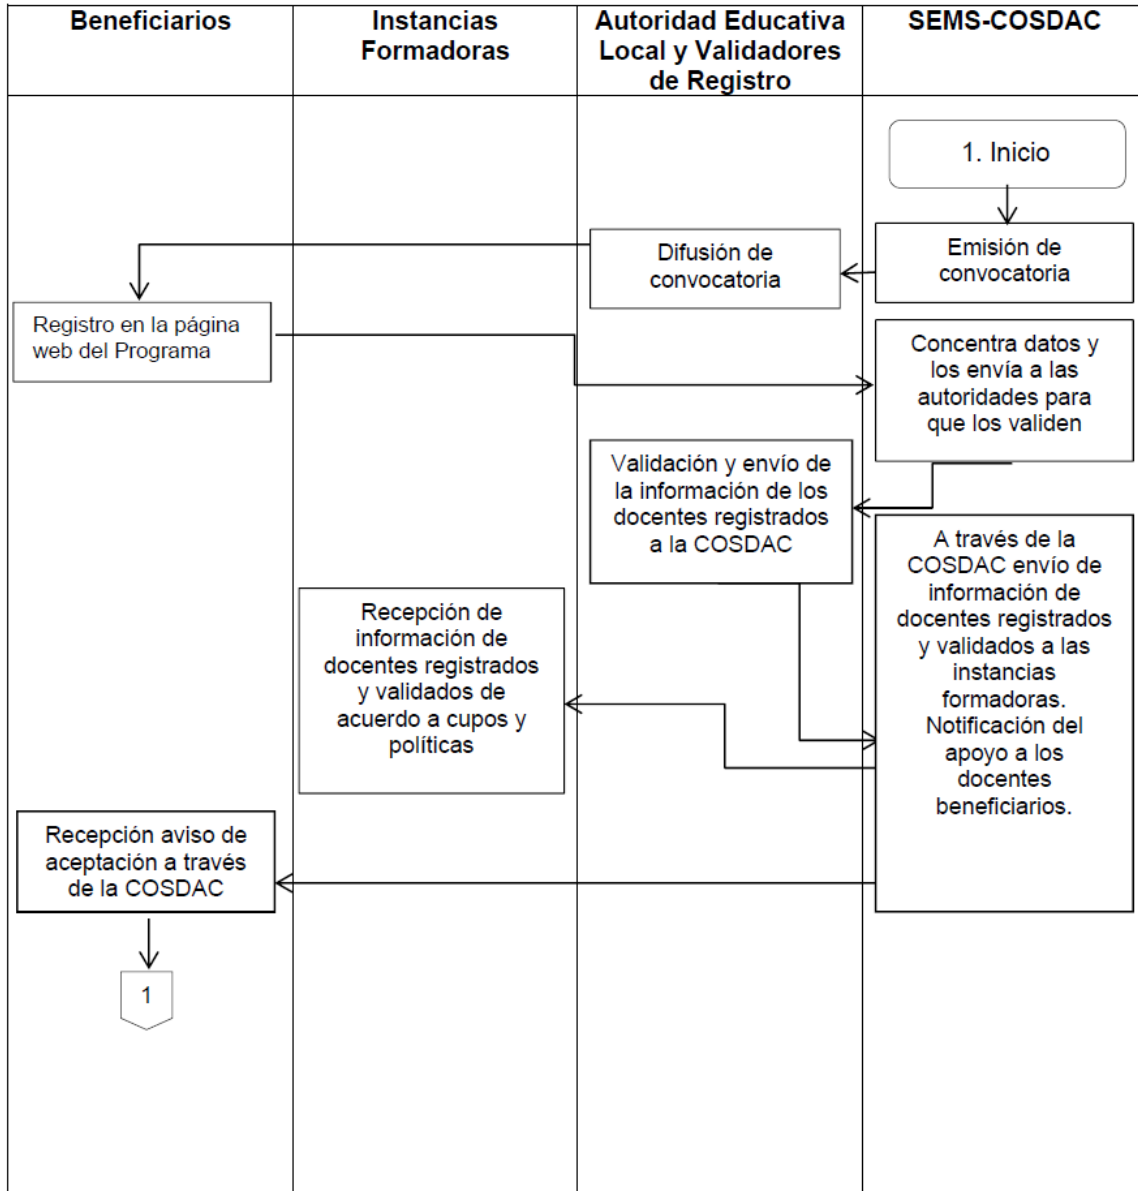 Beneficiarios
Instancias
Formadoras
Autoridad Educativa
Local y Validadores
de Registro
SEMS-COSDAC
1. Inicio
Emisión de
convocatoria
Difusión de
convocatoria
Registro en la página
web del Programa
Concentra datos y
los envía a las
autoridades para
que los validen
Validación y envío de
la información de los
docentes registrados
a la COSDAC
A través de la
COSDAC envío de
información de
docentes registrados
y validados a las
instancias
formadoras.
Notificación del
apoyo a los
docentes
beneficiarios.
Recepción de
información de
docentes registrados
y validados de
acuerdo a cupos y
políticas
Recepción aviso de
aceptación a través
de la COSDAC
1